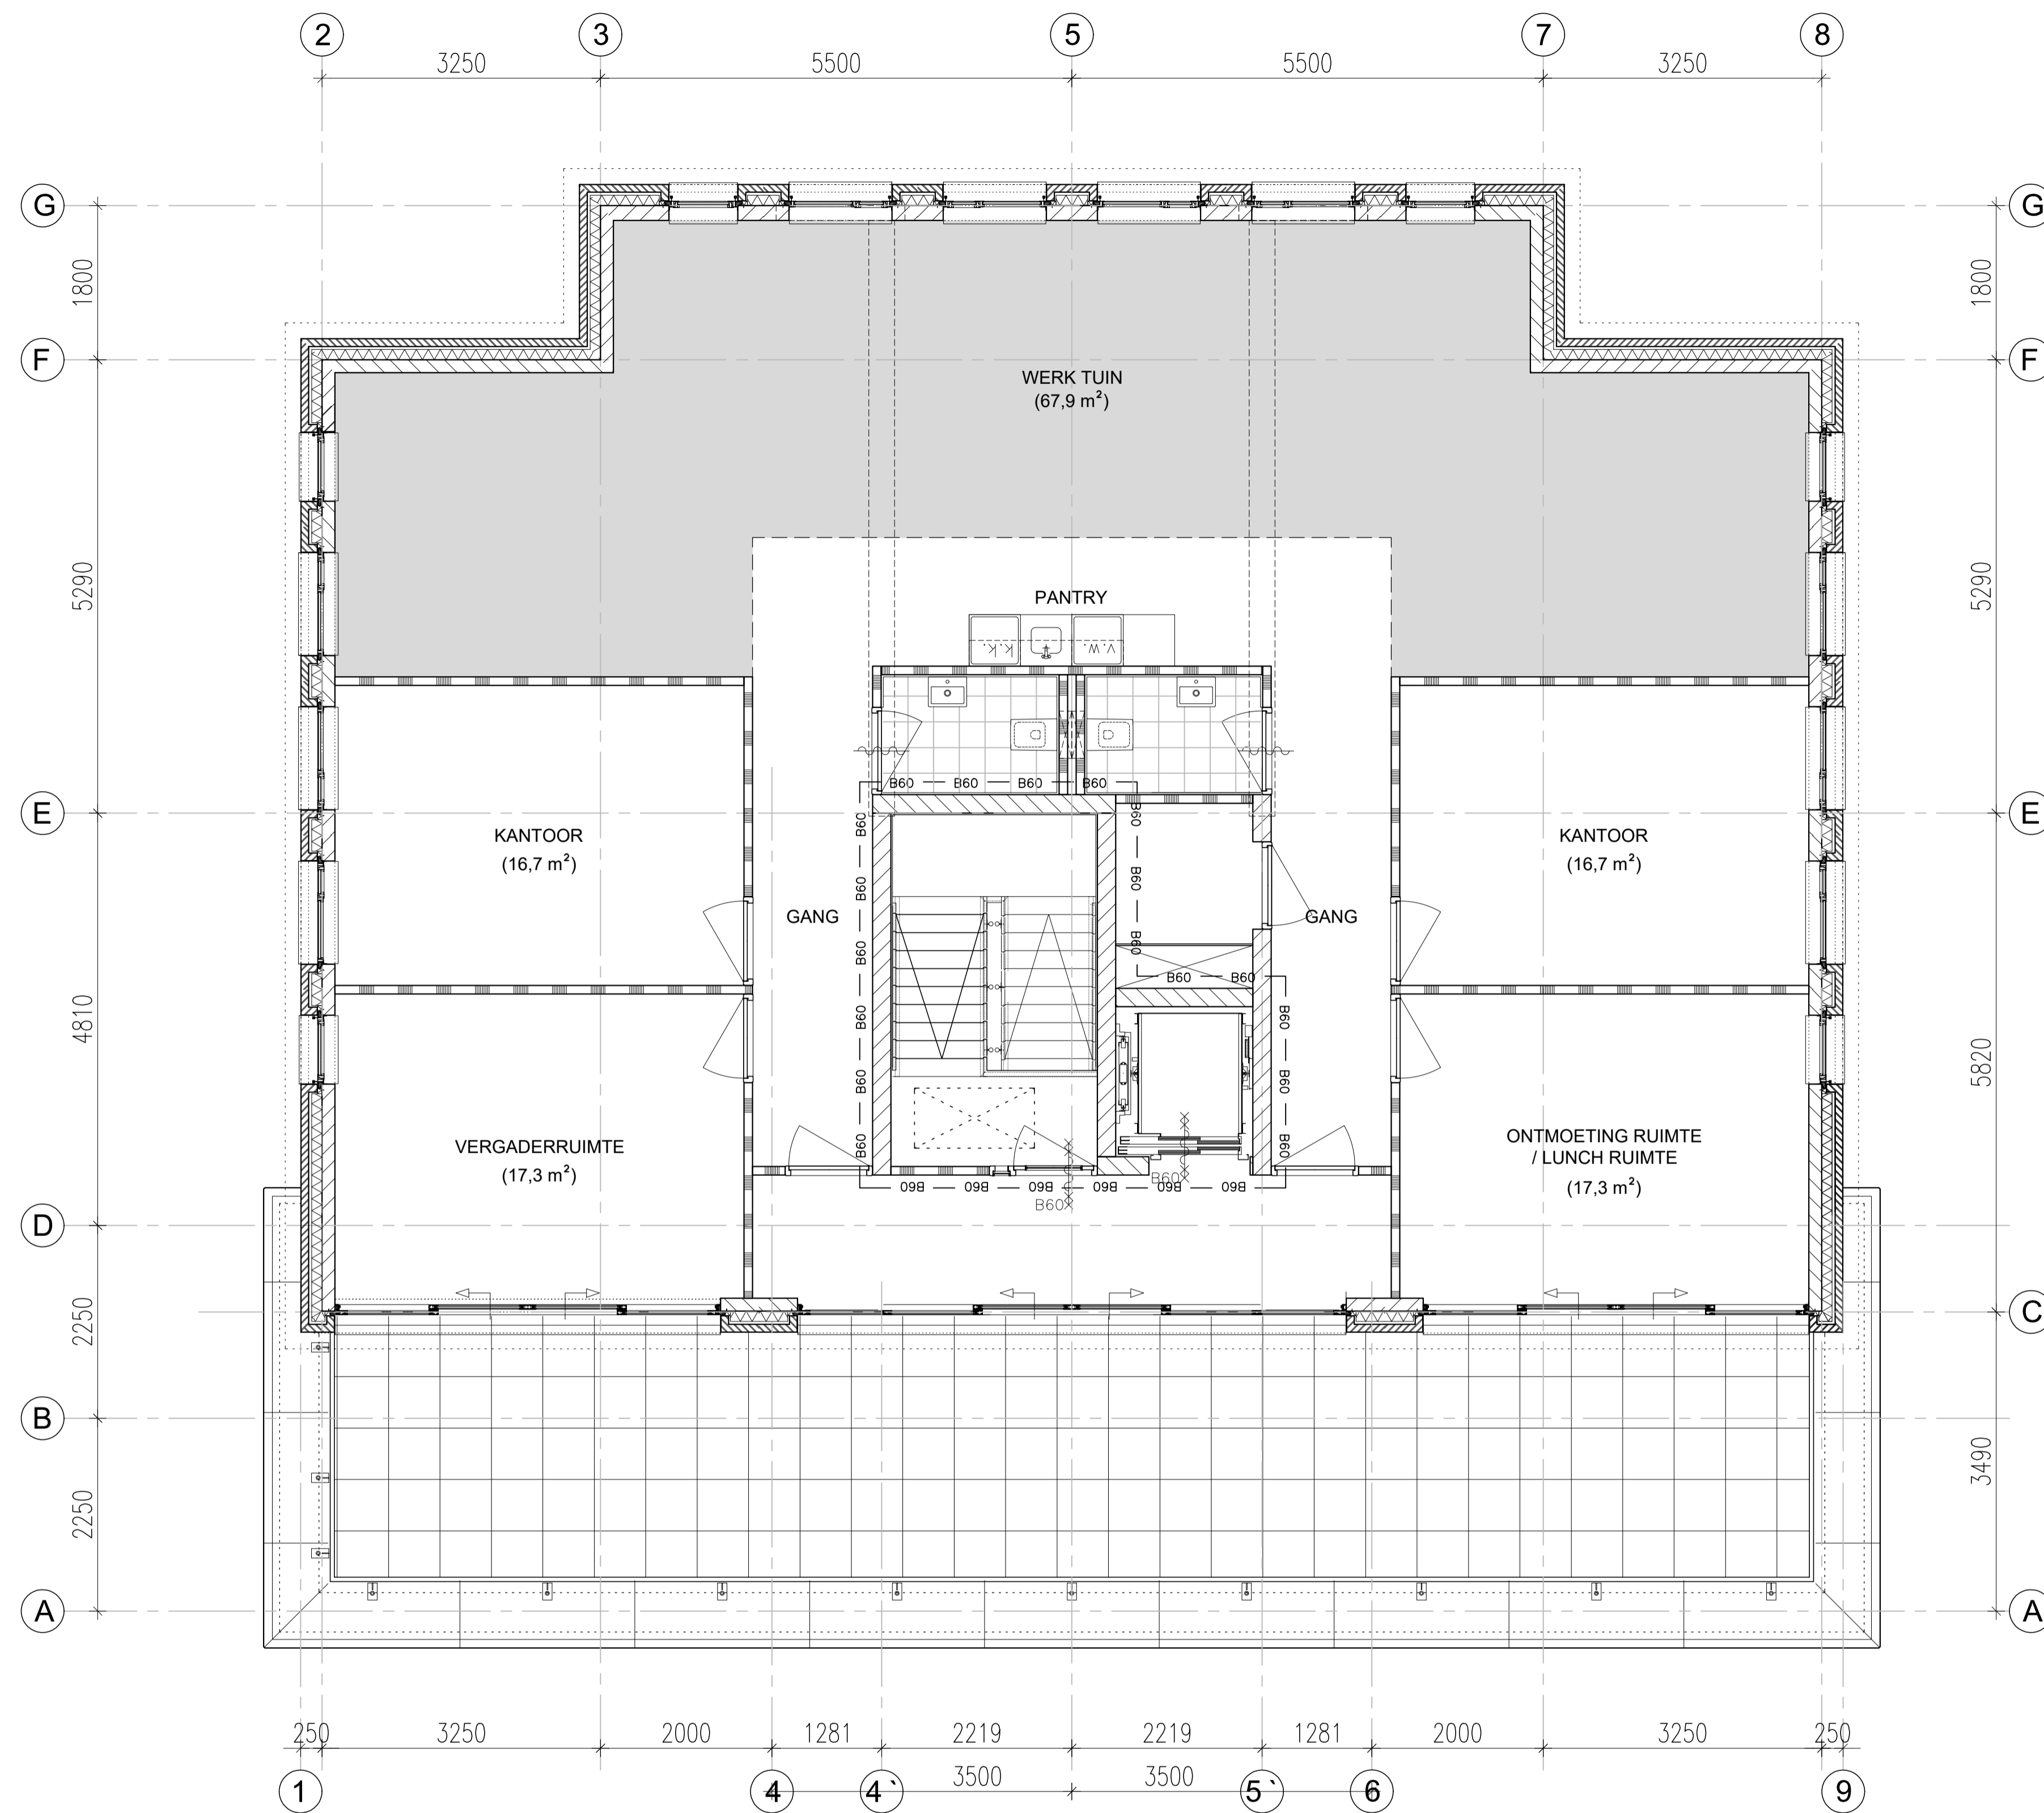 2 3 5 7 8
3250 5500 5500 3250
G G
1800 1800
F F
WERK TUIN
(67,9 m²)
5290 5290
PANTRY
K.K. V.W.
B60 B60 B60 B60
E E
B60 B60 B60
B60 B60 B60 B60 B60 B60
KANTOOR
(16,7 m²)
KANTOOR
(16,7 m²)
GANG GANG
B60 B60
B60 B60 B60
4810 5820
VERGADERRUIMTE
(17,3 m²)
ONTMOETING RUIMTE
/ LUNCH RUIMTE
(17,3 m²)
B60 B60 B60 B60 B60 B60
B60 B60
D
2250
C
B
2250 3490
A A
250 3250 2000 1281 2219 2219 1281 2000 3250 250
3500 3500
1 4 4` 5` 6 9